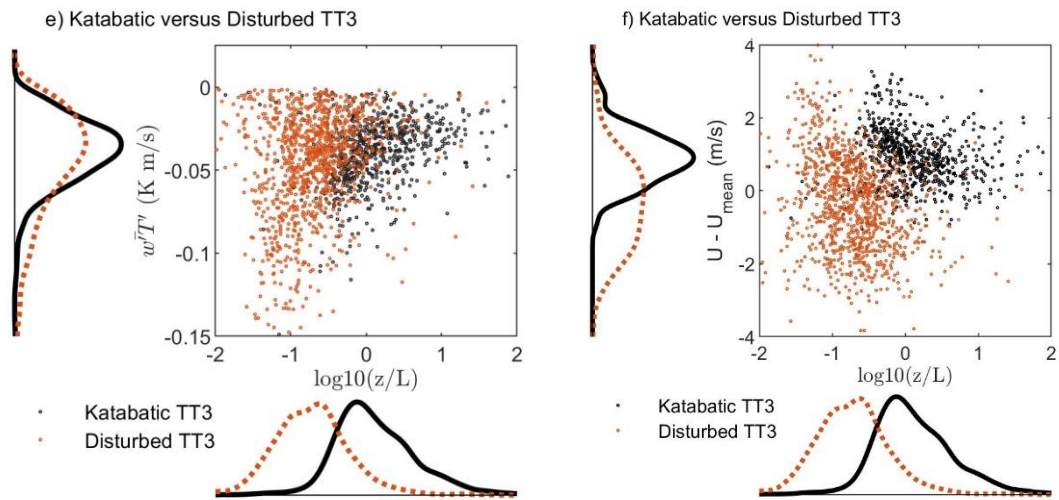 e) Katabatic versus Disturbed TT3
0
-0.05
-0.1
-0.15
w̄'T' (K m/s)
-2 -1 0 1 2
log10(z/L)
Katabatic TT3
Disturbed TT3
f) Katabatic versus Disturbed TT3
4
2
0
-2
-4
U - U_mean (m/s)
-2 -1 0 1 2
log10(z/L)
Katabatic TT3
Disturbed TT3